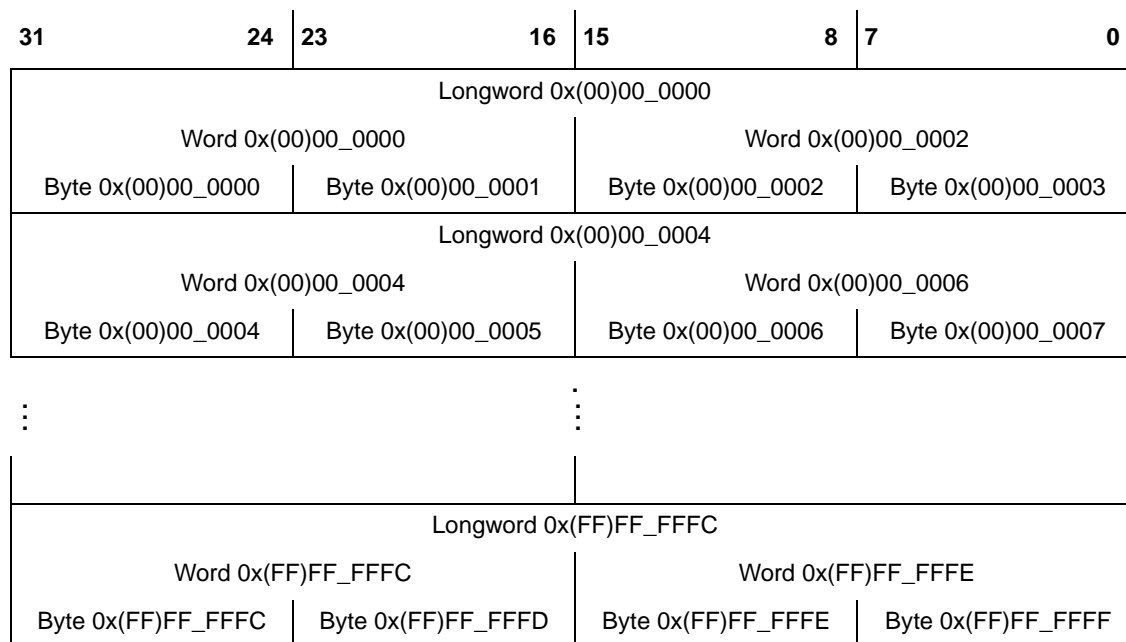 31 24 23 16 15 8 7 0
Longword 0x(00)00_0000
Word 0x(00)00_0000 Word 0x(00)00_0002
Byte 0x(00)00_0000 Byte 0x(00)00_0001 Byte 0x(00)00_0002 Byte 0x(00)00_0003
Longword 0x(00)00_0004
Word 0x(00)00_0004 Word 0x(00)00_0006
Byte 0x(00)00_0004 Byte 0x(00)00_0005 Byte 0x(00)00_0006 Byte 0x(00)00_0007
Longword 0x(FF)FF_FFFC
Word 0x(FF)FF_FFFC Word 0x(FF)FF_FFFE
Byte 0x(FF)FF_FFFC Byte 0x(FF)FF_FFFD Byte 0x(FF)FF_FFFE Byte 0x(FF)FF_FFFF